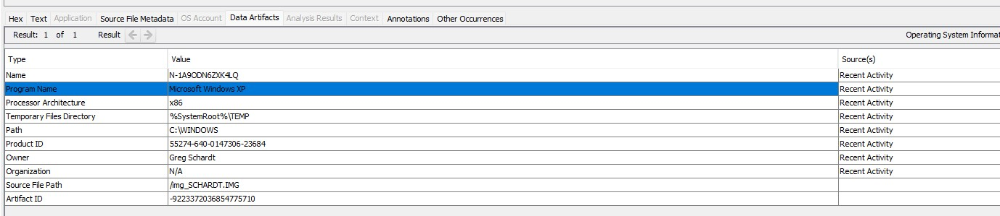 Hex Text Application Source File Metadata OS Account Data Artifacts Analysis Results Context Annotations Other Occurrences
Result: 1 of 1 Result Operating System Informat
Type Value Source(s)
Name N-1A9ODN6ZXK4LQ Recent Activity
Program Name Microsoft Windows XP Recent Activity
Processor Architecture x86 Recent Activity
Temporary Files Directory %SystemRoot%\TEMP Recent Activity
Path C:\WINDOWS Recent Activity
Product ID 55274-640-0147306-23684 Recent Activity
Owner Greg Schardt Recent Activity
Organization N/A Recent Activity
Source File Path /img_SCHARDT.IMG
Artifact ID -9223372036854775710